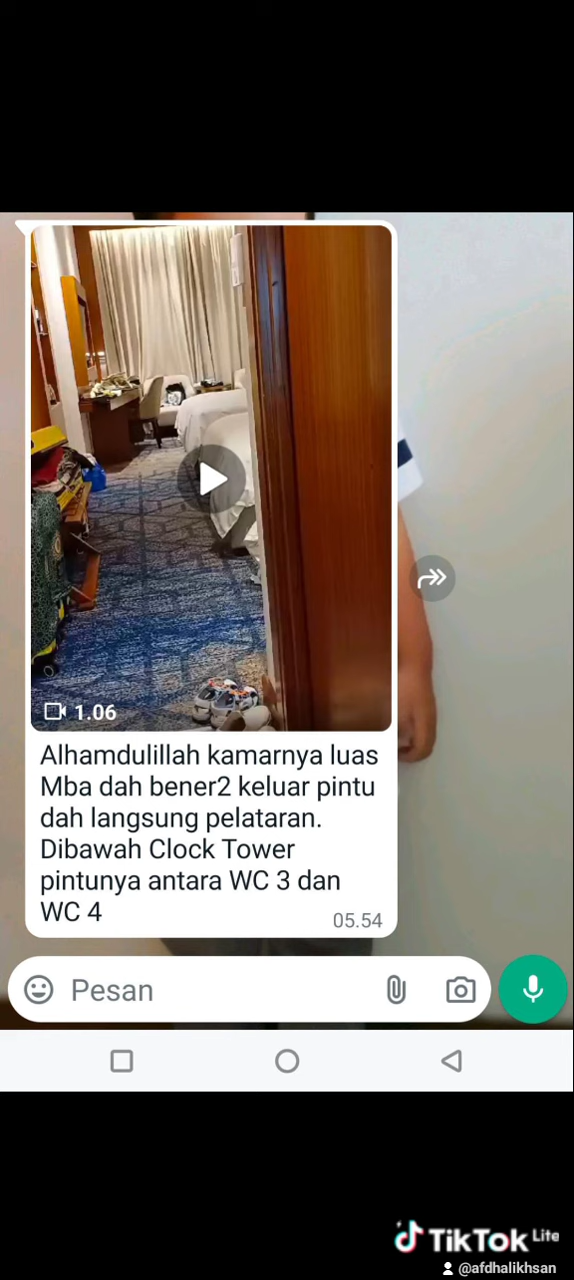 1.06
Alhamdulillah kamarnya luas
Mba dah bener2 keluar pintu
dah langsung pelataran.
Dibawah Clock Tower
pintunya antara WC 3 dan
WC 4
05.54
Pesan
TikTok Lite
@afdhalikhsan